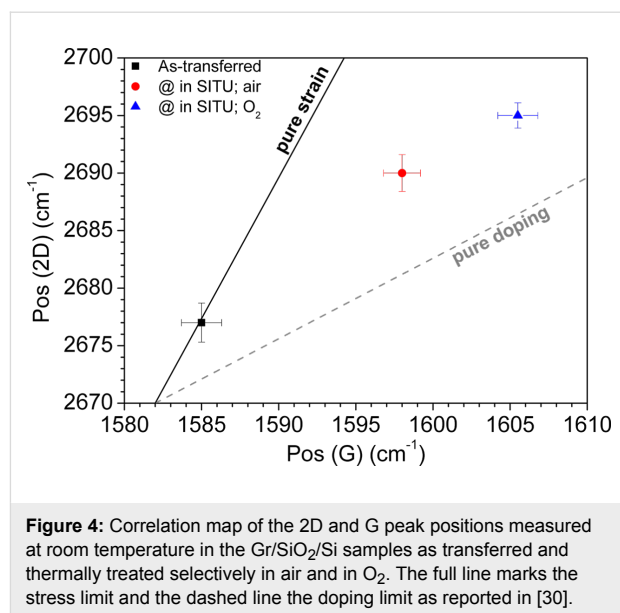 2700
As-transferred
@ in SITU; air
@ in SITU; O₂
pure strain
2695
2690
2685
2680
2675
2670
pure doping
Pos (2D) (cm⁻¹)
1580 1585 1590 1595 1600 1605 1610
Pos (G) (cm⁻¹)
Figure 4: Correlation map of the 2D and G peak positions measured
at room temperature in the Gr/SiO₂/Si samples as transferred and
thermally treated selectively in air and in O₂. The full line marks the
stress limit and the dashed line the doping limit as reported in [30].